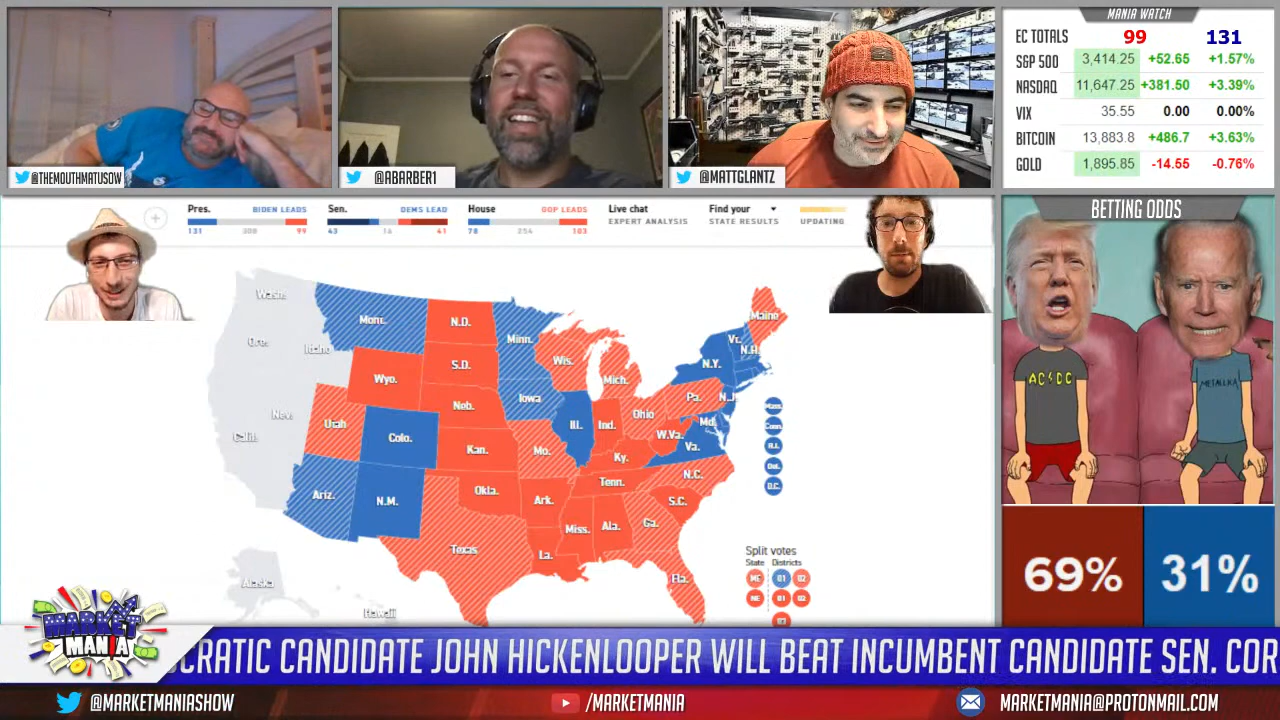 @THEMOUTHMATUSOW
@ABARBER1
@MATTGLANTZ
MANIA WATCH
EC TOTALS 99 131
S&P 500 3,414.25 +52.65 +1.57%
NASDAQ 11,647.25 +381.50 +3.39%
VIX 35.55 0.00 0.00%
BITCOIN 13,883.8 +486.7 +3.63%
GOLD 1,895.85 -14.55 -0.76%
Pres. BIDEN LEADS
131 308 99
Sen. DEMS LEAD
43 16 41
House GOP LEADS
78 254 103
Live chat
EXPERT ANALYSIS
Find your
STATE RESULTS
UPDATING
BETTING ODDS
AC DC
METALLICA
69% 31%
Wash.
Mont.
N.D.
Minn.
Maine
Ore.
Idaho
Wis.
Vt.
N.H.
S.D.
Mich.
N.Y.
Wyo.
Iowa
Pa.
N.J.
Neb.
Nev.
Utah
Colo.
Ill.
Ind.
Ohio
Md.
Mass.
Conn.
R.I.
Del.
D.C.
Calif.
Kan.
Mo.
W.Va.
Va.
Ky.
Ariz.
N.M.
Okla.
Ark.
Tenn.
N.C.
S.C.
Miss.
Ala.
Ga.
Texas
La.
Fla.
Alaska
Hawaii
Split votes
State Districts
ME 01 02
NE 01 02
MARKET
MANIA
CRATIC CANDIDATE JOHN HICKENLOOPER WILL BEAT INCUMBENT CANDIDATE SEN. COR
@MARKETMANIASHOW
/MARKETMANIA
MARKETMANIA@PROTONMAIL.COM